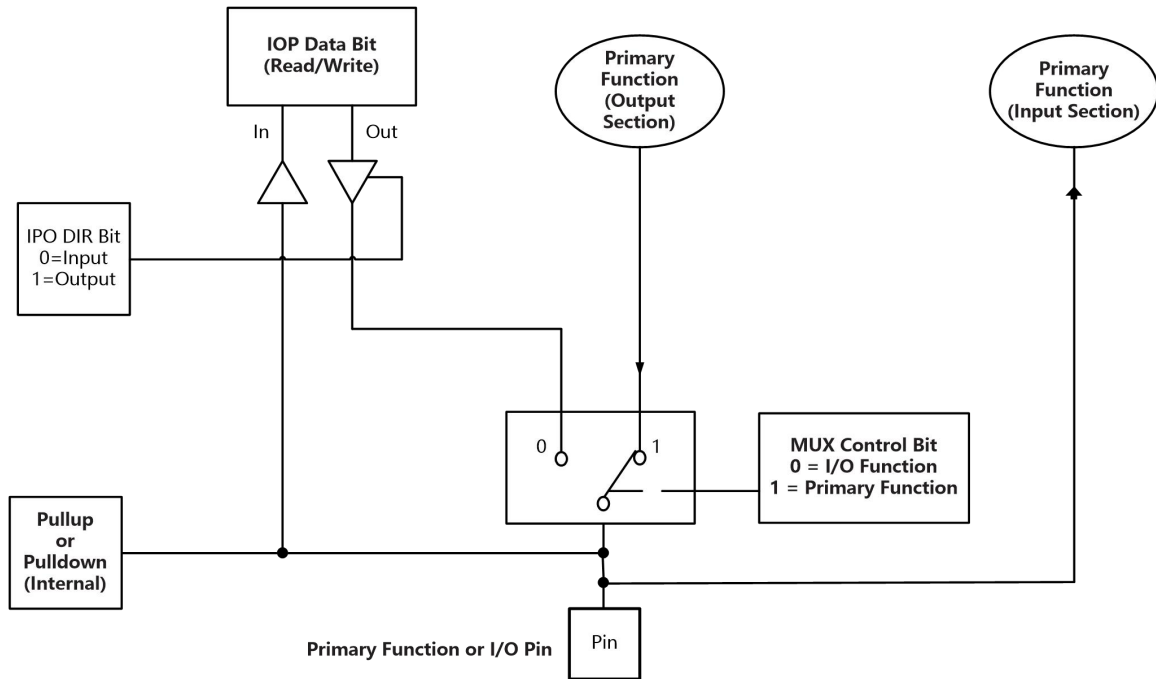 IOP Data Bit
(Read/Write)
Primary
Function
(Output
Section)
Primary
Function
(Input Section)
In
Out
IPO DIR Bit
0=Input
1=Output
0
1
MUX Control Bit
0 = I/O Function
1 = Primary Function
Pullup
or
Pulldown
(Internal)
Primary Function or I/O Pin
Pin